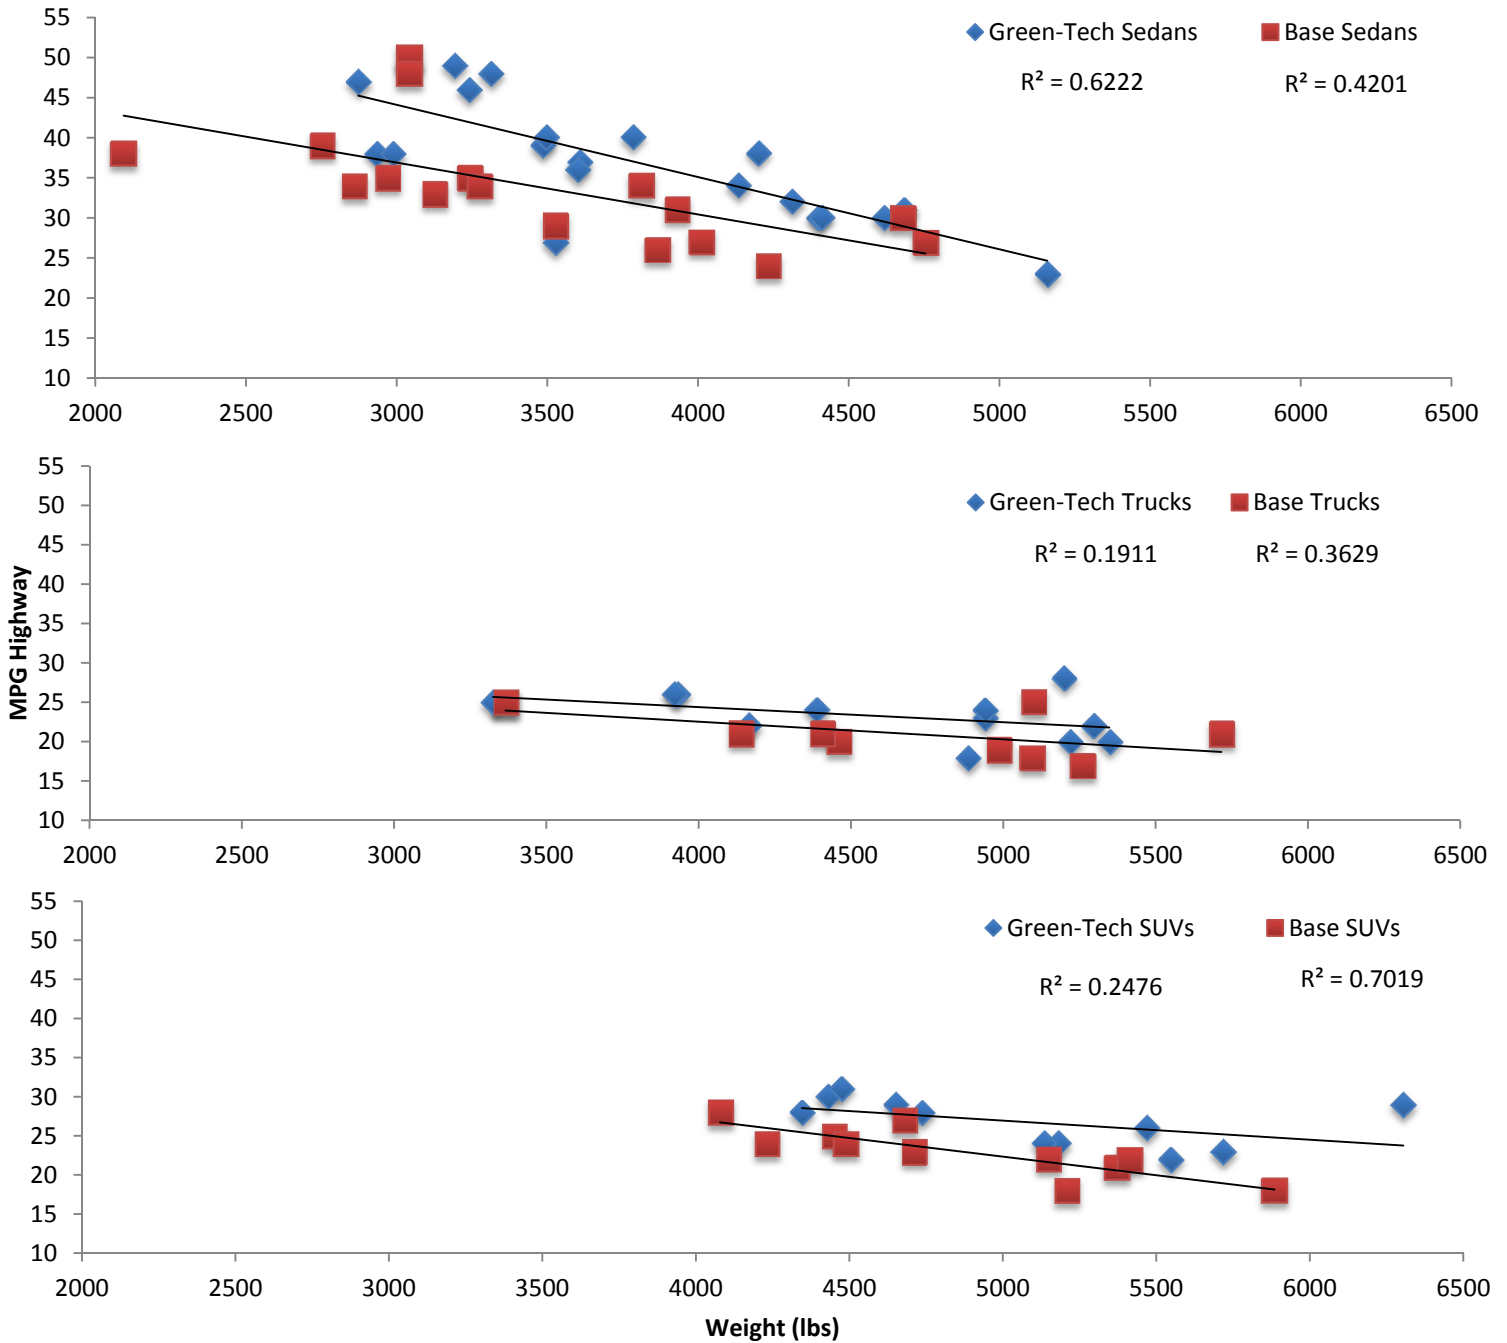 55
Green-Tech Sedans Base Sedans
50
R² = 0.6222 R² = 0.4201
45
40
35
30
25
20
15
10
2000 2500 3000 3500 4000 4500 5000 5500 6000 6500
MPG Highway
55
50
Green-Tech Trucks Base Trucks
45
R² = 0.1911 R² = 0.3629
40
35
30
25
20
15
10
2000 2500 3000 3500 4000 4500 5000 5500 6000 6500
55
Green-Tech SUVs Base SUVs
50
45
R² = 0.2476 R² = 0.7019
40
35
30
25
20
15
10
2000 2500 3000 3500 4000 4500 5000 5500 6000 6500
Weight (lbs)